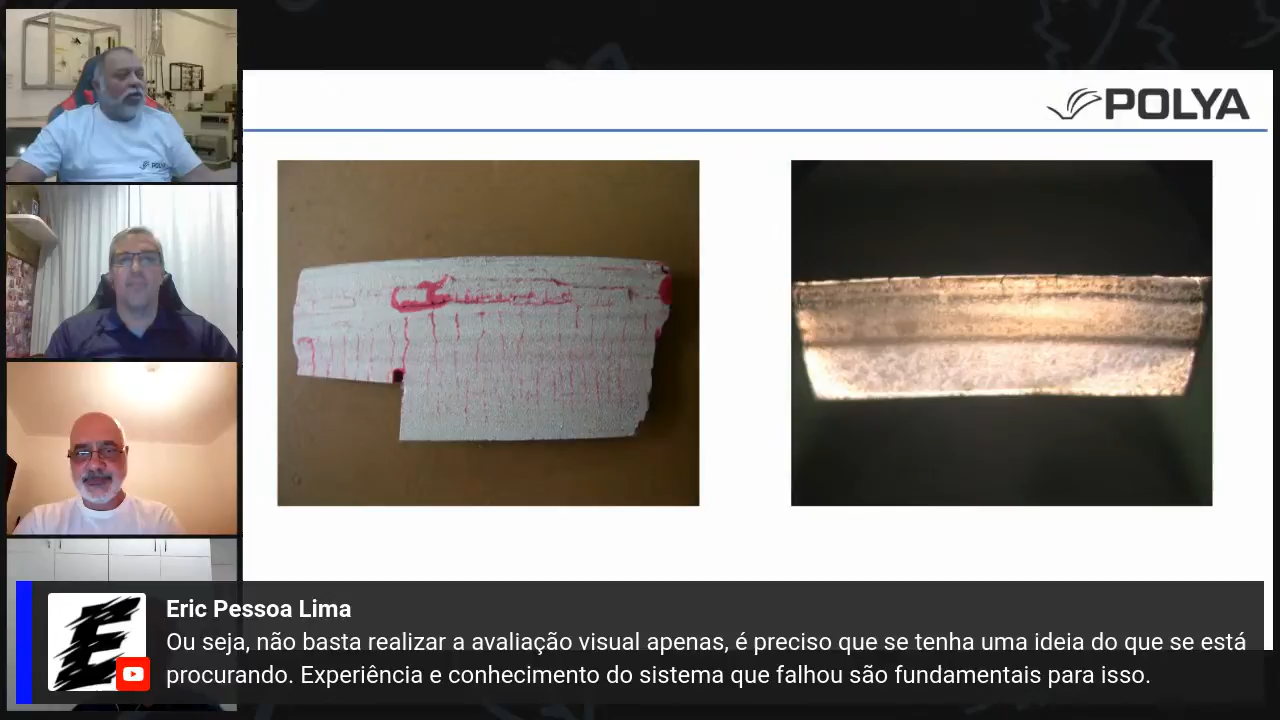 POLYA
POLYA
Eric Pessoa Lima
Ou seja, não basta realizar a avaliação visual apenas, é preciso que se tenha uma ideia do que se está
procurando. Experiência e conhecimento do sistema que falhou são fundamentais para isso.